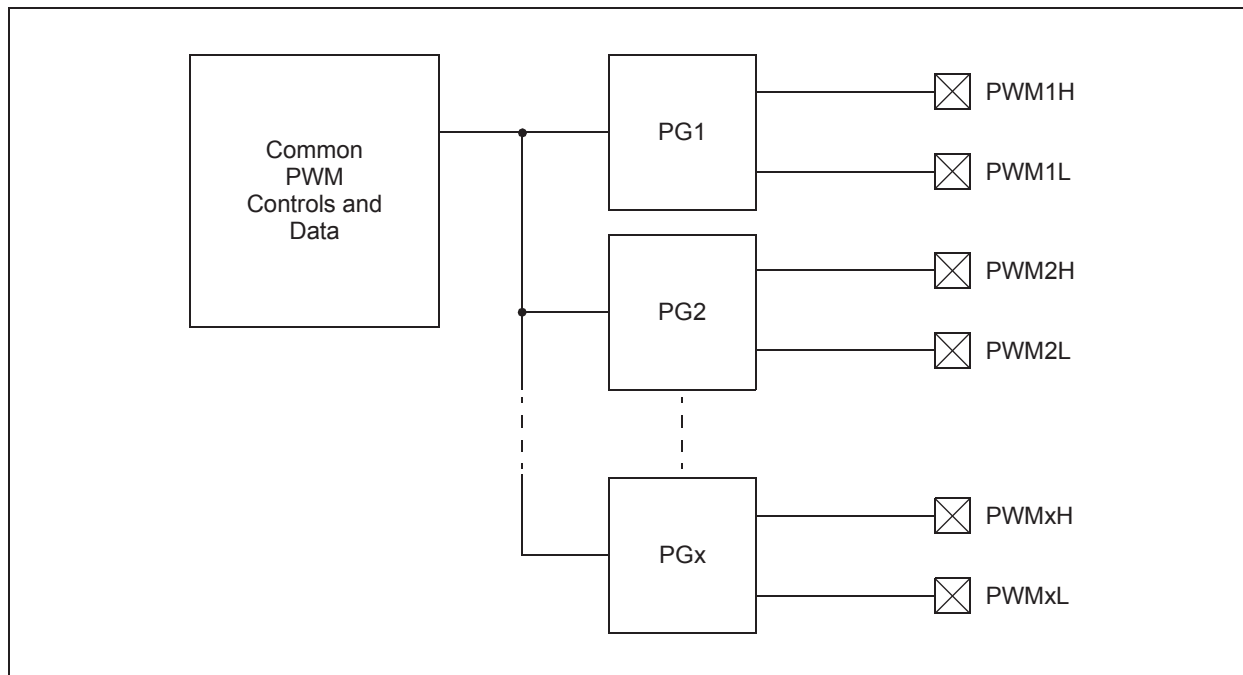 Common
PWM
Controls and
Data
PG1
PWM1H
PWM1L
PG2
PWM2H
PWM2L
PGx
PWMxH
PWMxL